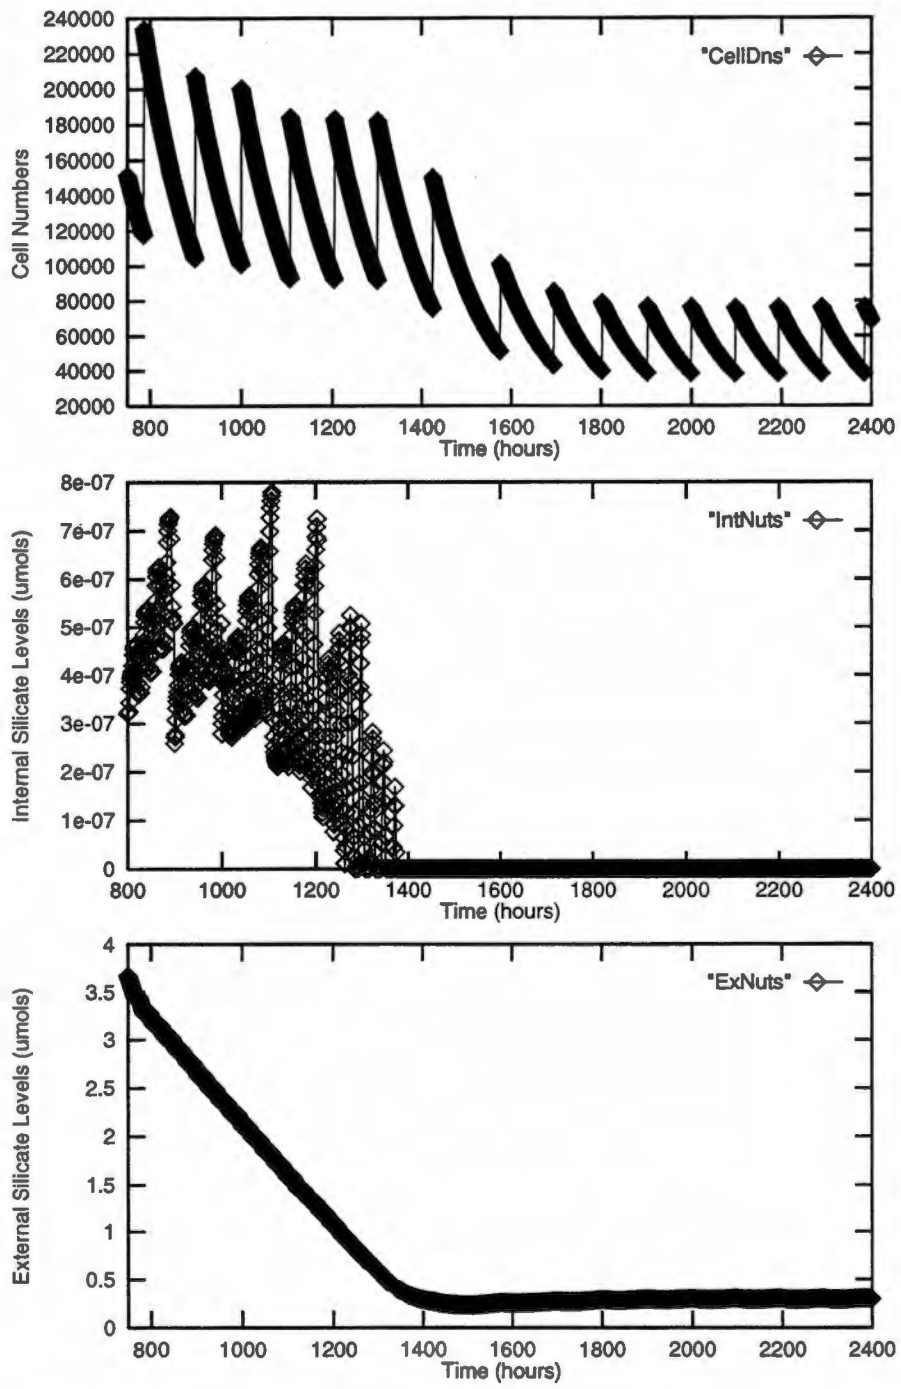 240000
220000
200000
180000
160000
140000
120000
100000
80000
60000
40000
20000
Cell Numbers
"CellDns"
800 1000 1200 1400 1600 1800 2000 2200 2400
Time (hours)
8e-07
7e-07
6e-07
5e-07
4e-07
3e-07
2e-07
1e-07
0
Internal Silicate Levels (umols)
"IntNuts"
800 1000 1200 1400 1600 1800 2000 2200 2400
Time (hours)
4
3.5
3
2.5
2
1.5
1
0.5
0
External Silicate Levels (umols)
"ExNuts"
800 1000 1200 1400 1600 1800 2000 2200 2400
Time (hours)